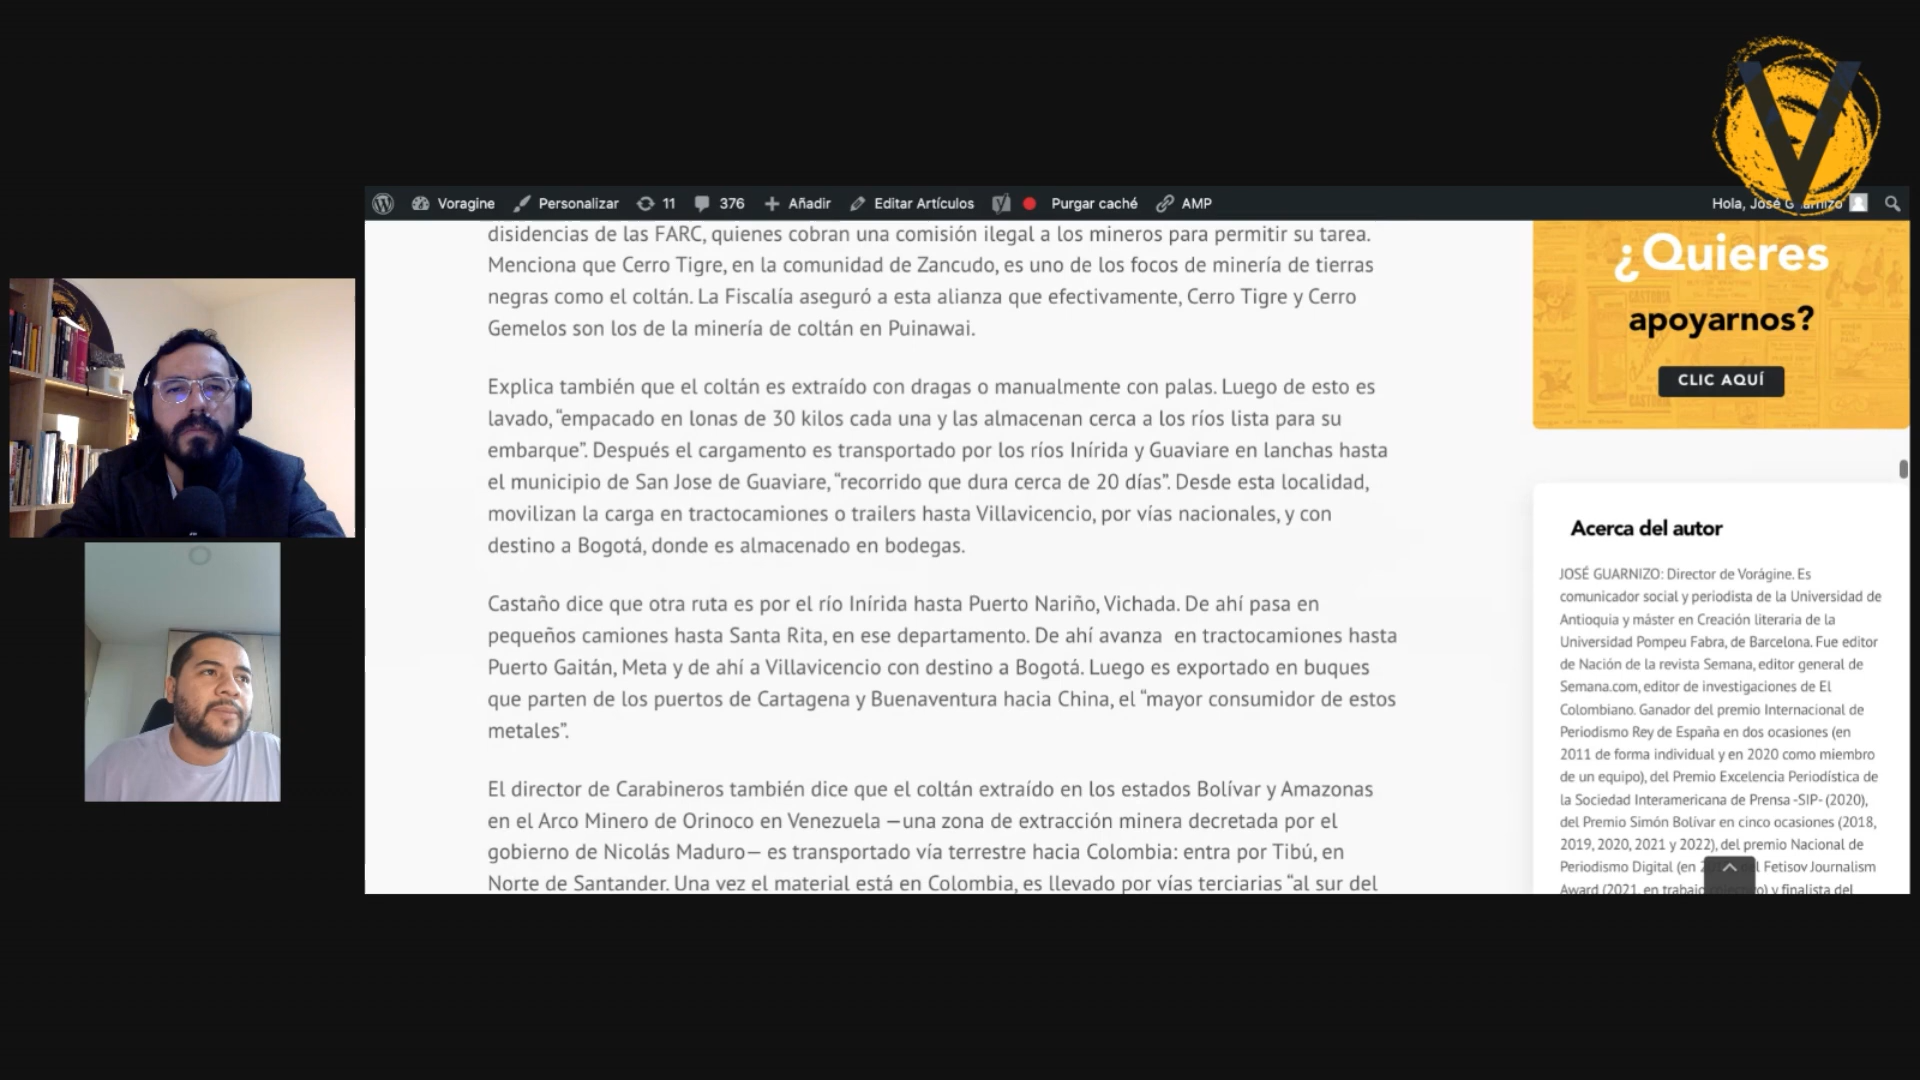 V
Voragine Personalizar 11 376 Añadir Editar Artículos Purgar caché AMP
Hola, José
disidencias de las FARC, quienes cobran una comisión ilegal a los mineros para permitir su tarea.
Menciona que Cerro Tigre, en la comunidad de Zancudo, es uno de los focos de minería de tierras
negras como el coltán. La Fiscalía aseguró a esta alianza que efectivamente, Cerro Tigre y Cerro
Gemelos son los de la minería de coltán en Puinawai.
Explica también que el coltán es extraído con dragas o manualmente con palas. Luego de esto es
lavado, “empacado en lonas de 30 kilos cada una y las almacenan cerca a los ríos lista para su
embarque”. Después el cargamento es transportado por los ríos Inírida y Guaviare en lanchas hasta
el municipio de San Jose de Guaviare, “recorrido que dura cerca de 20 días”. Desde esta localidad,
movilizan la carga en tractocamiones o trailers hasta Villavicencio, por vías nacionales, y con
destino a Bogotá, donde es almacenado en bodegas.
Castaño dice que otra ruta es por el río Inírida hasta Puerto Nariño, Vichada. De ahí pasa en
pequeños camiones hasta Santa Rita, en ese departamento. De ahí avanza en tractocamiones hasta
Puerto Gaitán, Meta y de ahí a Villavicencio con destino a Bogotá. Luego es exportado en buques
que parten de los puertos de Cartagena y Buenaventura hacia China, el “mayor consumidor de estos
metales”.
El director de Carabineros también dice que el coltán extraído en los estados Bolívar y Amazonas
en el Arco Minero de Orinoco en Venezuela —una zona de extracción minera decretada por el
gobierno de Nicolás Maduro— es transportado vía terrestre hacia Colombia: entra por Tibú, en
Norte de Santander. Una vez el material está en Colombia, es llevado por vías terciarias “al sur del
¿Quieres
apoyarnos?
CLIC AQUÍ
Acerca del autor
JOSÉ GUARNIZO: Director de Vorágine. Es
comunicador social y periodista de la Universidad de
Antioquia y máster en Creación literaria de la
Universidad Pompeu Fabra, de Barcelona. Fue editor
de Nación de la revista Semana, editor general de
Semana.com, editor de investigaciones de El
Colombiano. Ganador del premio Internacional de
Periodismo Rey de España en dos ocasiones (en
2011 de forma individual y en 2020 como miembro
de un equipo), del Premio Excelencia Periodística de
la Sociedad Interamericana de Prensa -SIP- (2020),
del Premio Simón Bolívar en cinco ocasiones (2018,
2019, 2020, 2021 y 2022), del premio Nacional de
Periodismo Digital (en Fetisov Journalism
Award (2021, en trabajo y finalista del